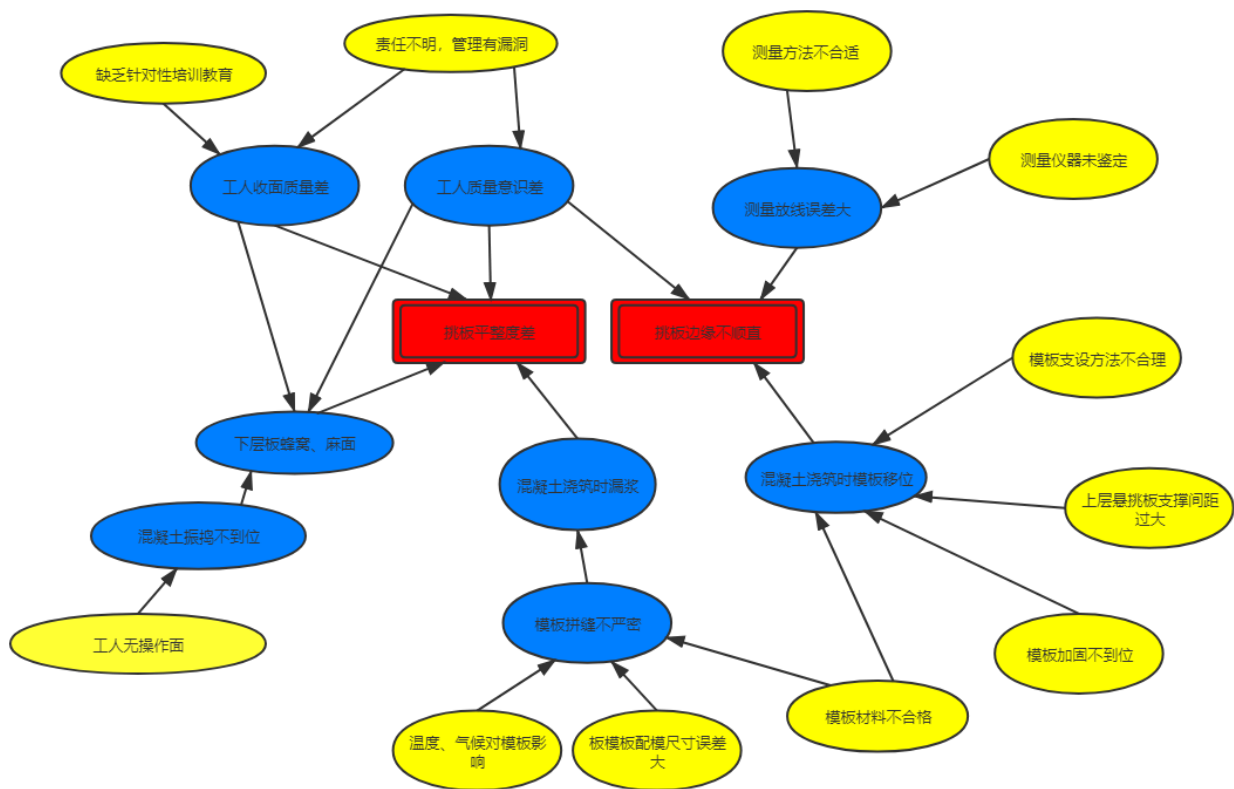 责任不明，管理有漏洞
测量方法不合适
缺乏针对性培训教育
测量仪器未鉴定
工人收面质量差
工人质量意识差
测量放线误差大
挑板平整度差
挑板边缘不顺直
模板支设方法不合理
下层板蜂窝、麻面
混凝土浇筑时漏浆
混凝土浇筑时模板移位
上层悬挑板支撑间距
过大
混凝土振捣不到位
模板拼缝不严密
工人无操作面
模板加固不到位
模板材料不合格
温度、气候对模板影
响
板模板配模尺寸误差
大